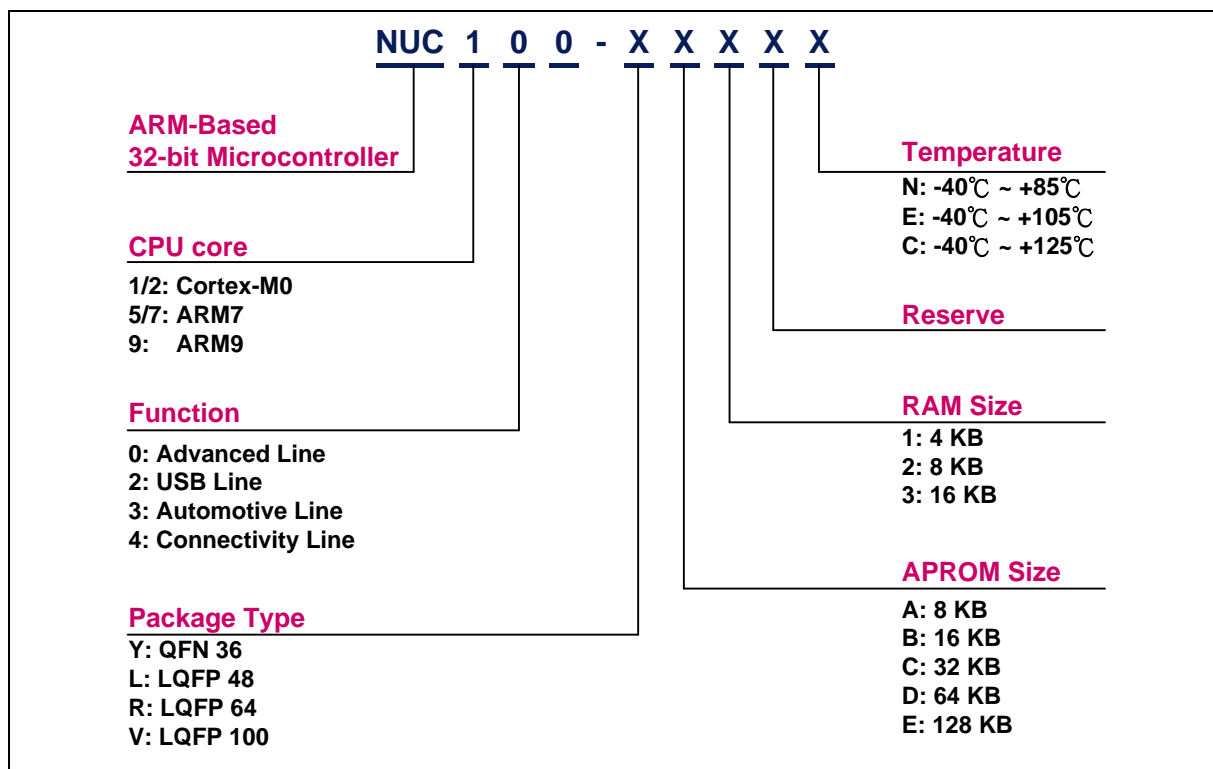 NUC 1 0 0 - X X X X X
ARM-Based
32-bit Microcontroller
CPU core
1/2: Cortex-M0
5/7: ARM7
9: ARM9
Function
0: Advanced Line
2: USB Line
3: Automotive Line
4: Connectivity Line
Package Type
Y: QFN 36
L: LQFP 48
R: LQFP 64
V: LQFP 100
Temperature
N: -40℃ ~ +85℃
E: -40℃ ~ +105℃
C: -40℃ ~ +125℃
Reserve
RAM Size
1: 4 KB
2: 8 KB
3: 16 KB
APROM Size
A: 8 KB
B: 16 KB
C: 32 KB
D: 64 KB
E: 128 KB